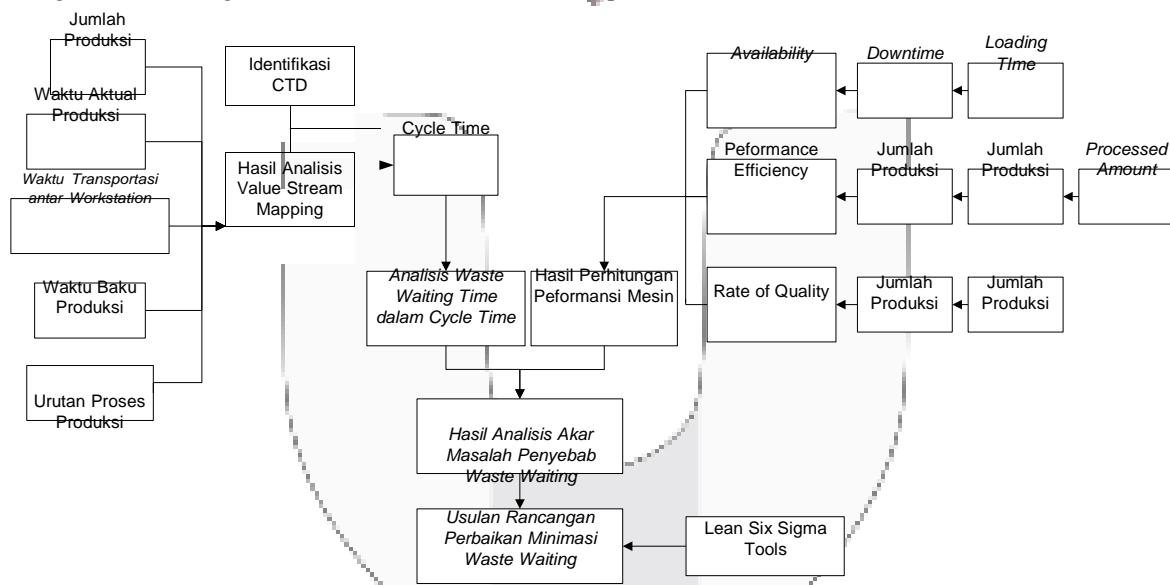 Jumlah
Produksi
Waktu Aktual
Produksi
Waktu Transportasi
antar Workstation
Waktu Baku
Produksi
Urutan Proses
Produksi
Identifikasi
CTD
Hasil Analisis
Value Stream
Mapping
Cycle Time
Analisis Waste
Waiting Time
dalam Cycle Time
Hasil Perhitungan
Peformansi Mesin
Hasil Analisis Akar
Masalah Penyebab
Waste Waiting
Usulan Rancangan
Perbaikan Minimasi
Waste Waiting
Lean Six Sigma
Tools
Availability
Downtime
Loading
TIme
Peformance
Efficiency
Jumlah
Produksi
Jumlah
Produksi
Processed
Amount
Rate of Quality
Jumlah
Produksi
Jumlah
Produksi